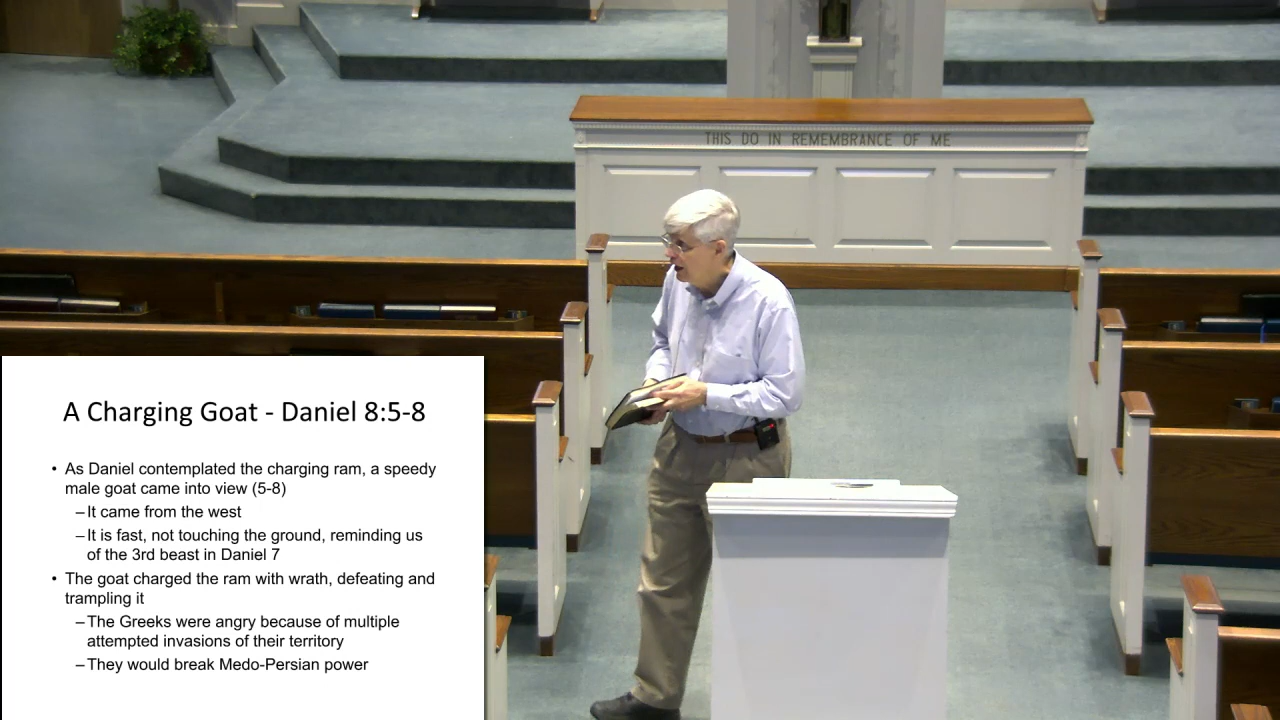 THIS DO IN REMEMBRANCE OF ME
A Charging Goat - Daniel 8:5-8
• As Daniel contemplated the charging ram, a speedy
male goat came into view (5-8)
– It came from the west
– It is fast, not touching the ground, reminding us
of the 3rd beast in Daniel 7
• The goat charged the ram with wrath, defeating and
trampling it
– The Greeks were angry because of multiple
attempted invasions of their territory
– They would break Medo-Persian power